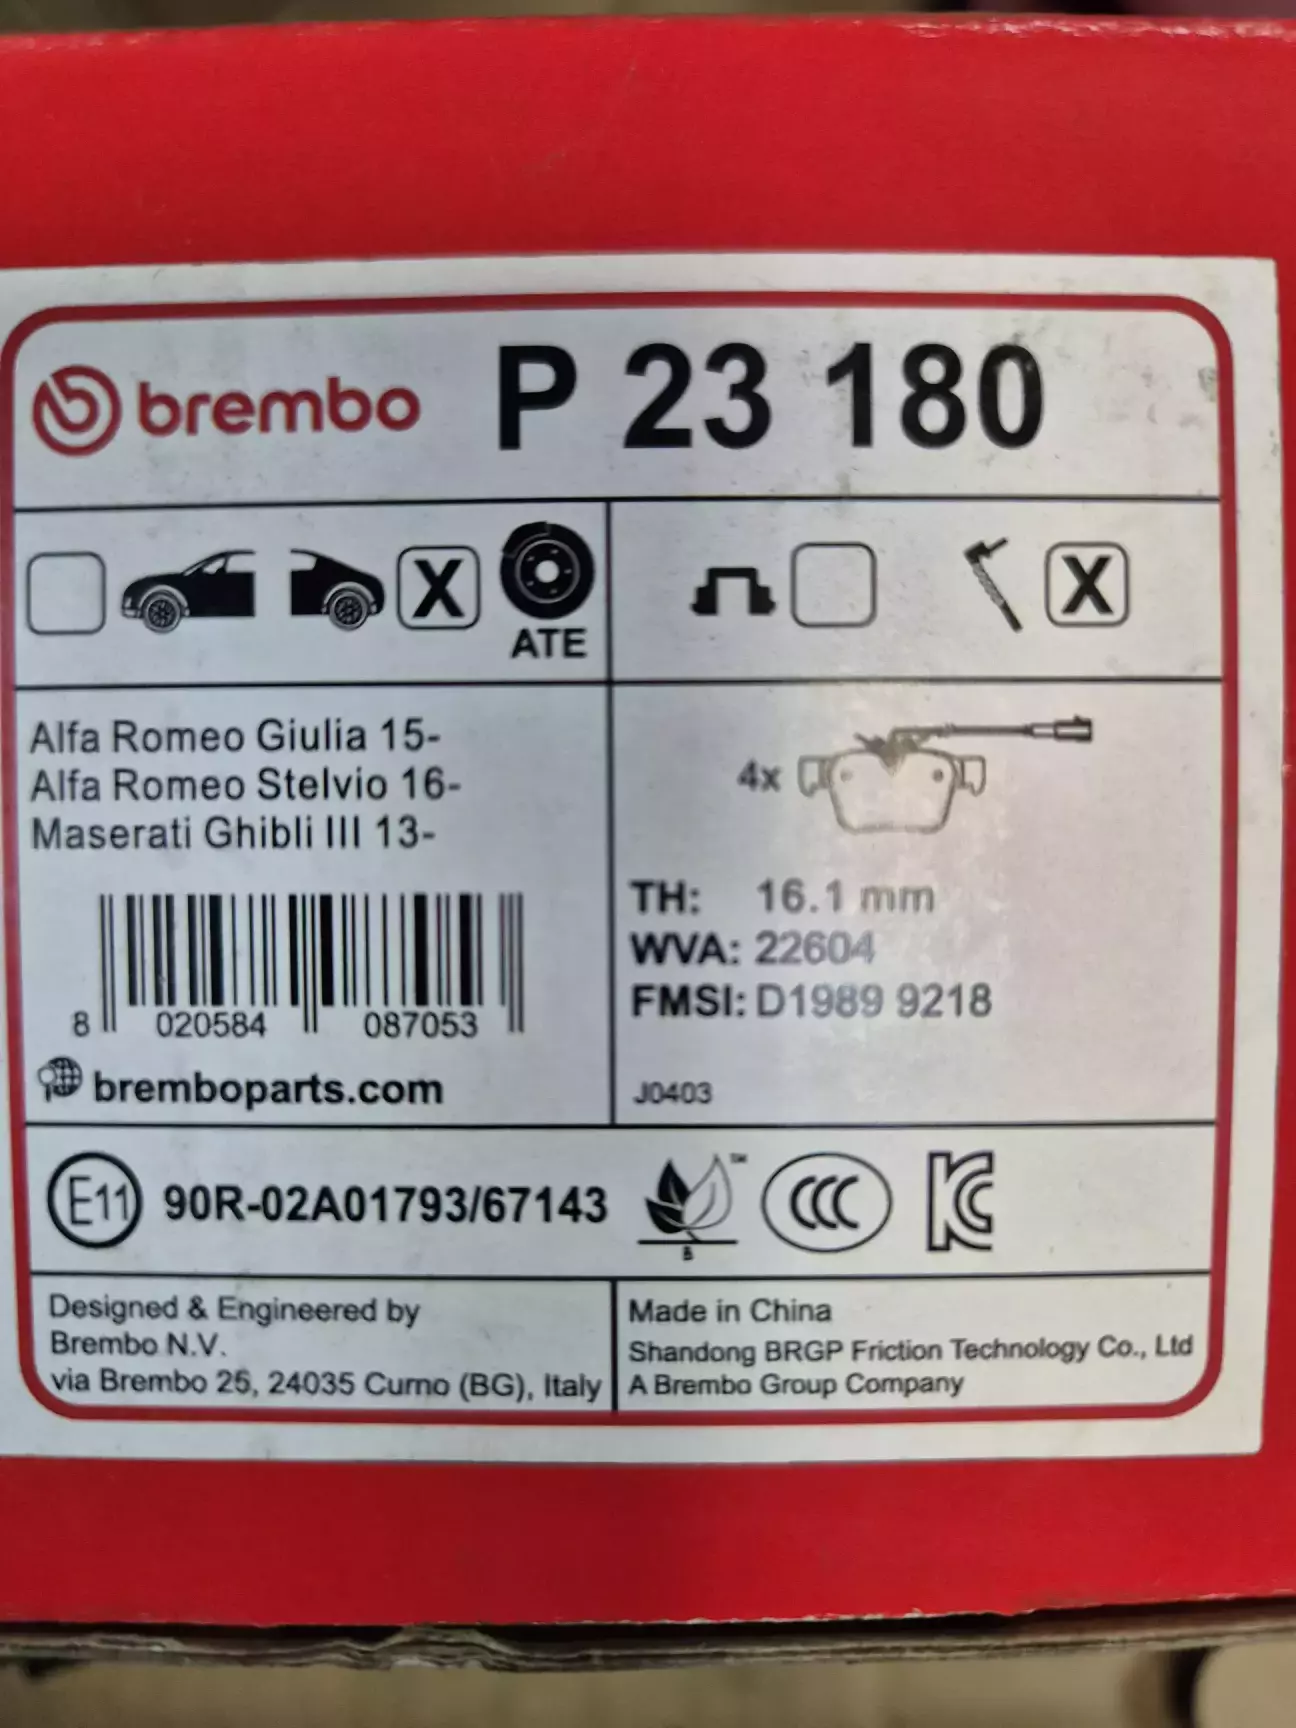 brembo P 23 180
X ATE X
Alfa Romeo Giulia 15-
Alfa Romeo Stelvio 16-
Maserati Ghibli III 13-
8 020584 087053
bremboparts.com
4x
TH: 16.1 mm
WVA: 22604
FMSI: D1989 9218
J0403
E11 90R-02A01793/67143
TM
B
CCC
KC
Designed & Engineered by
Brembo N.V.
via Brembo 25, 24035 Curno (BG), Italy
Made in China
Shandong BRGP Friction Technology Co., Ltd
A Brembo Group Company